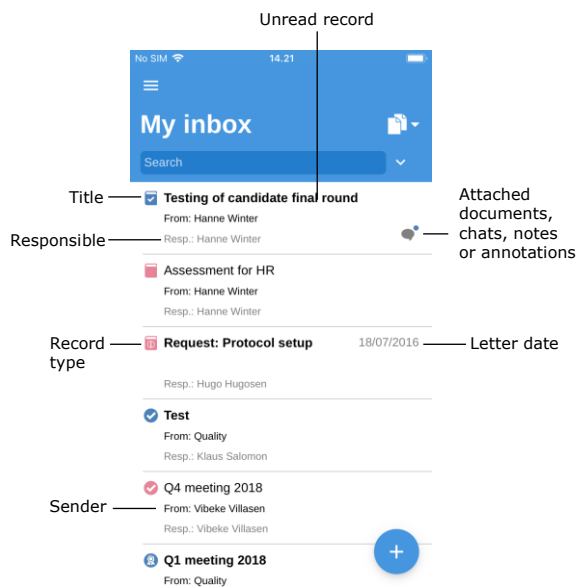 Unread record
No SIM 14.21
My inbox
Search
Title
Testing of candidate final round
From: Hanne Winter
Responsible
Resp.: Hanne Winter
Attached
documents,
chats, notes
or annotations
Assessment for HR
From: Hanne Winter
Resp.: Hanne Winter
Record
type
Request: Protocol setup
18/07/2016
Letter date
Resp.: Hugo Hugosen
Test
From: Quality
Resp.: Klaus Salomon
Q4 meeting 2018
Sender
From: Vibeke Villasen
Resp.: Vibeke Villasen
Q1 meeting 2018
From: Quality